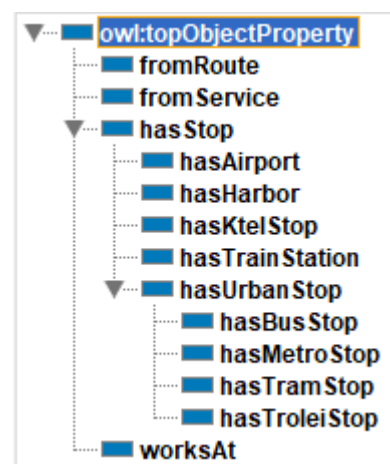 owl:topObjectProperty
fromRoute
fromService
hasStop
hasAirport
hasHarbor
hasKtelStop
hasTrainStation
hasUrbanStop
hasBusStop
hasMetroStop
hasTramStop
hasTroleiStop
worksAt